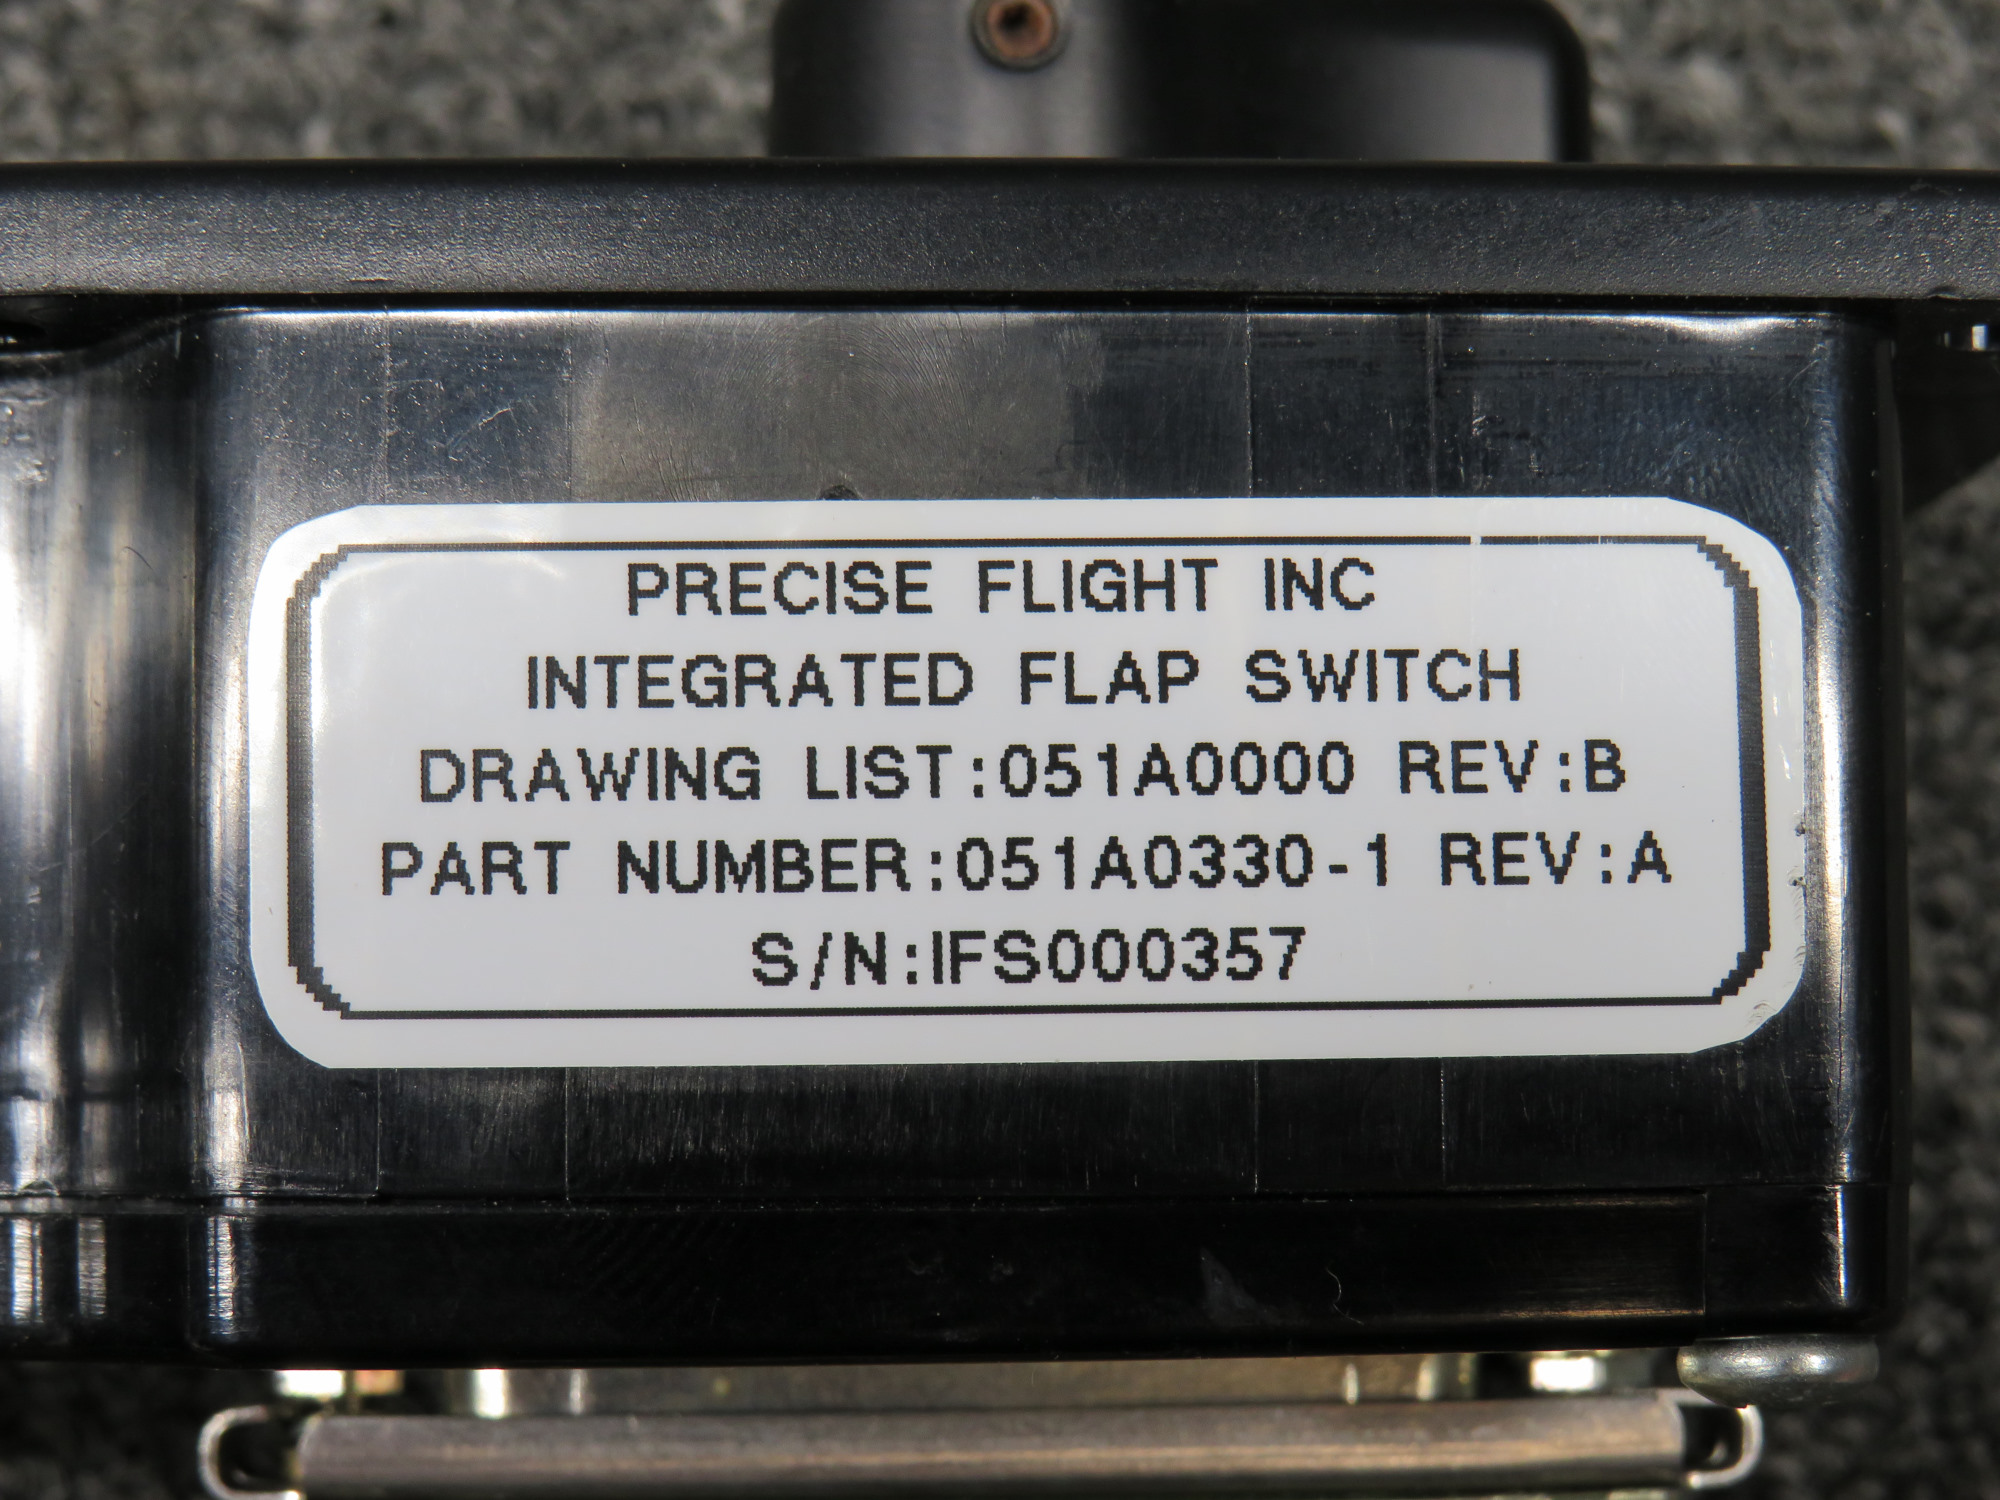 PRECISE FLIGHT INC
INTEGRATED FLAP SWITCH
DRAWING LIST:051A0000 REV:B
PART NUMBER:051A0330-1 REV:A
S/N:IFS000357